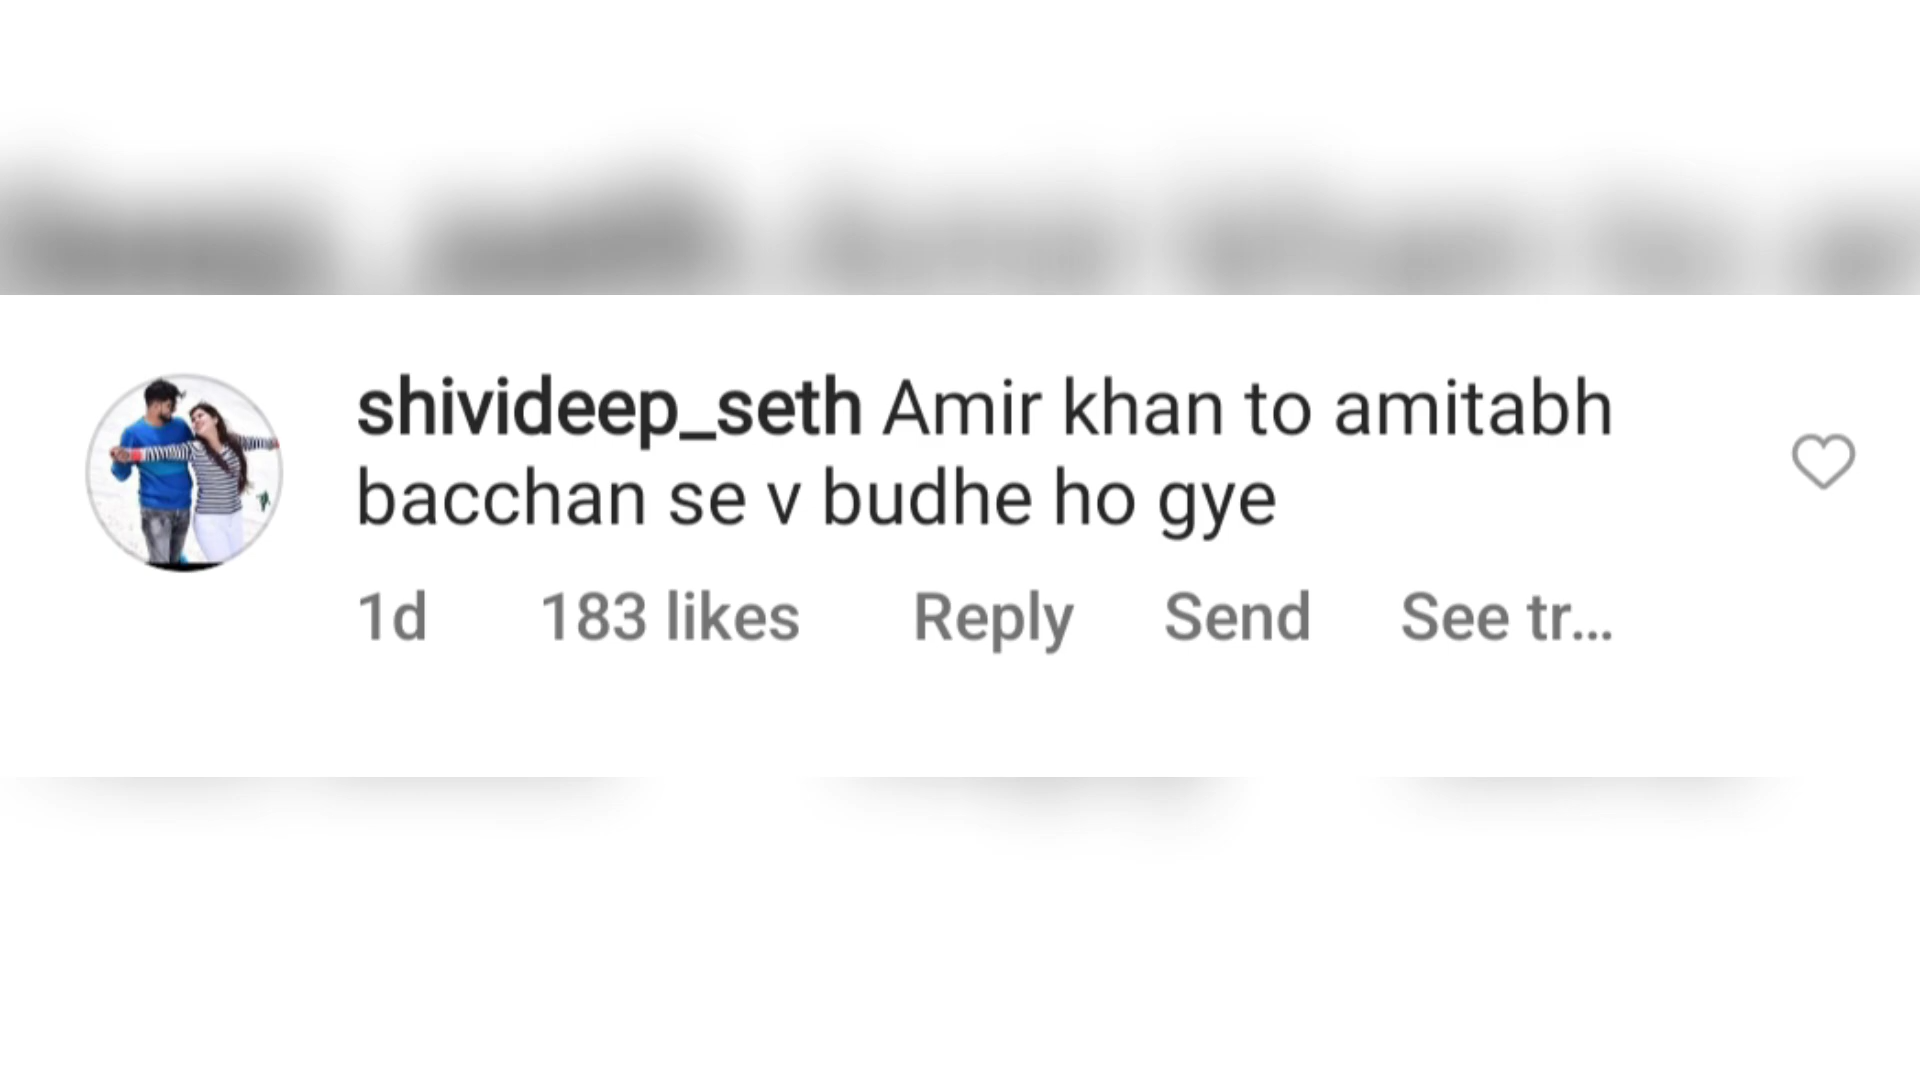 shivideep_seth Amir khan to amitabh
bacchan se v budhe ho gye
1d 183 likes Reply Send See tr...